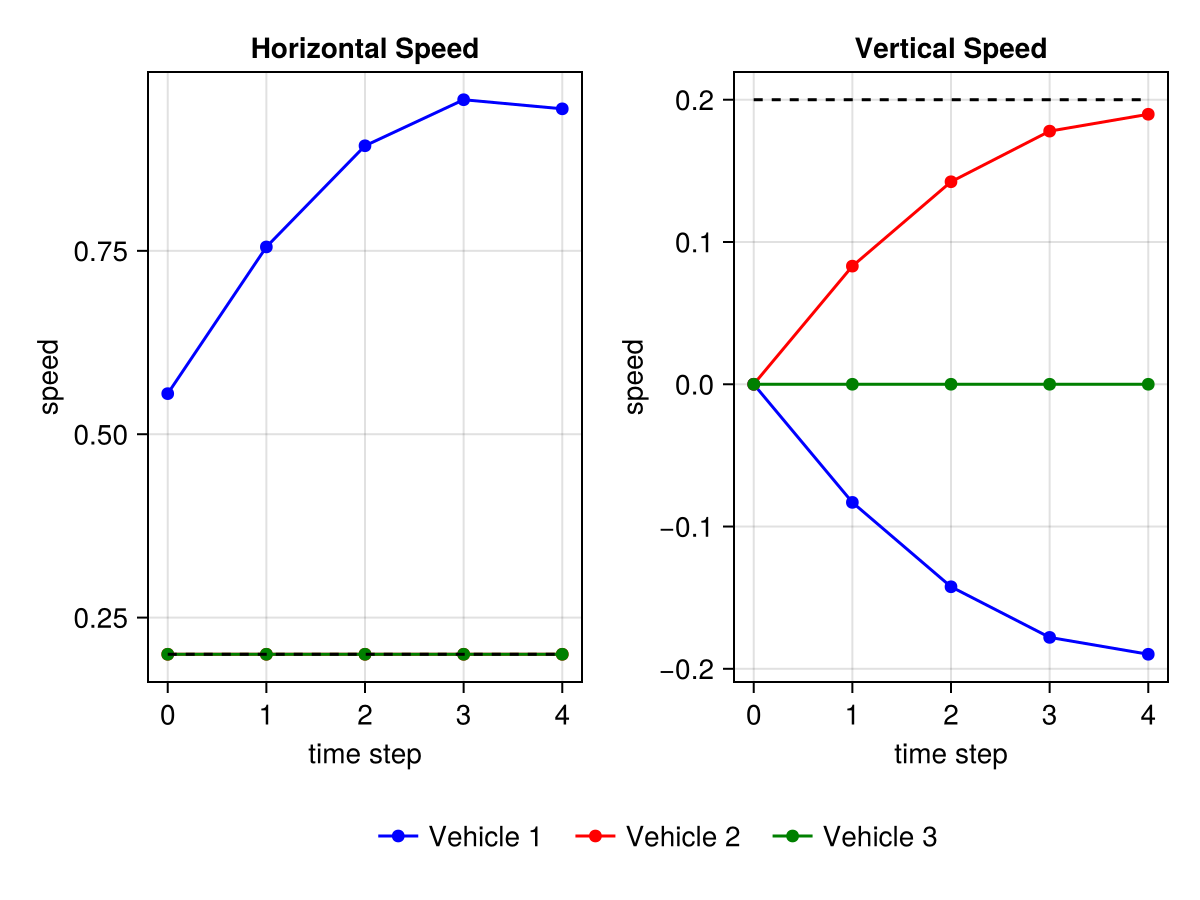 Horizontal Speed
Vertical Speed
speed
0.75
0.50
0.25
0 1 2 3 4
time step
speed
0.2
0.1
0.0
−0.1
−0.2
0 1 2 3 4
time step
Vehicle 1 Vehicle 2 Vehicle 3